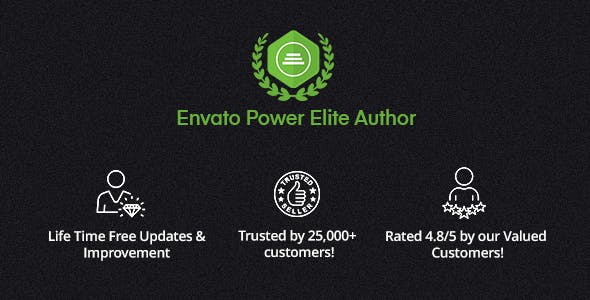 Envato Power Elite Author
TRUSTED
SELLER
Life Time Free Updates &
Improvement
Trusted by 25,000+
customers!
Rated 4.8/5 by our Valued
Customers!